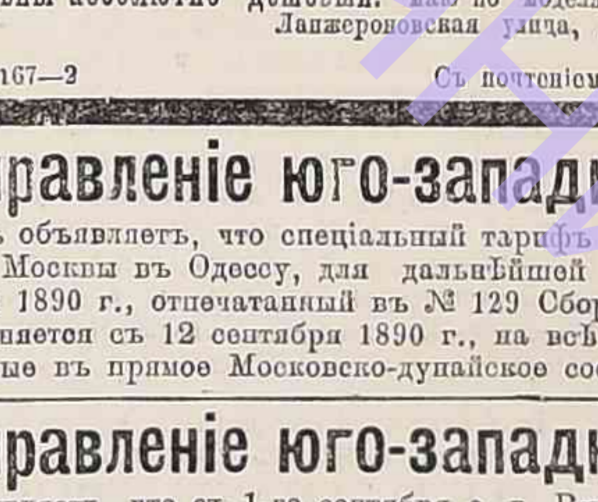 Ланжероновская улица,
167—2
Съ почтеніем
равленіе юго-запад
ъ объявляетъ, что спеціальный тарифъ
Москвы въ Одессу, для дальнѣйшей
1890 г., отпечатанный въ № 129 Сбор
няется съ 12 сентября 1890 г., на всѣ
ые въ прямое Московско-дунайское со
равленіе юго-запад